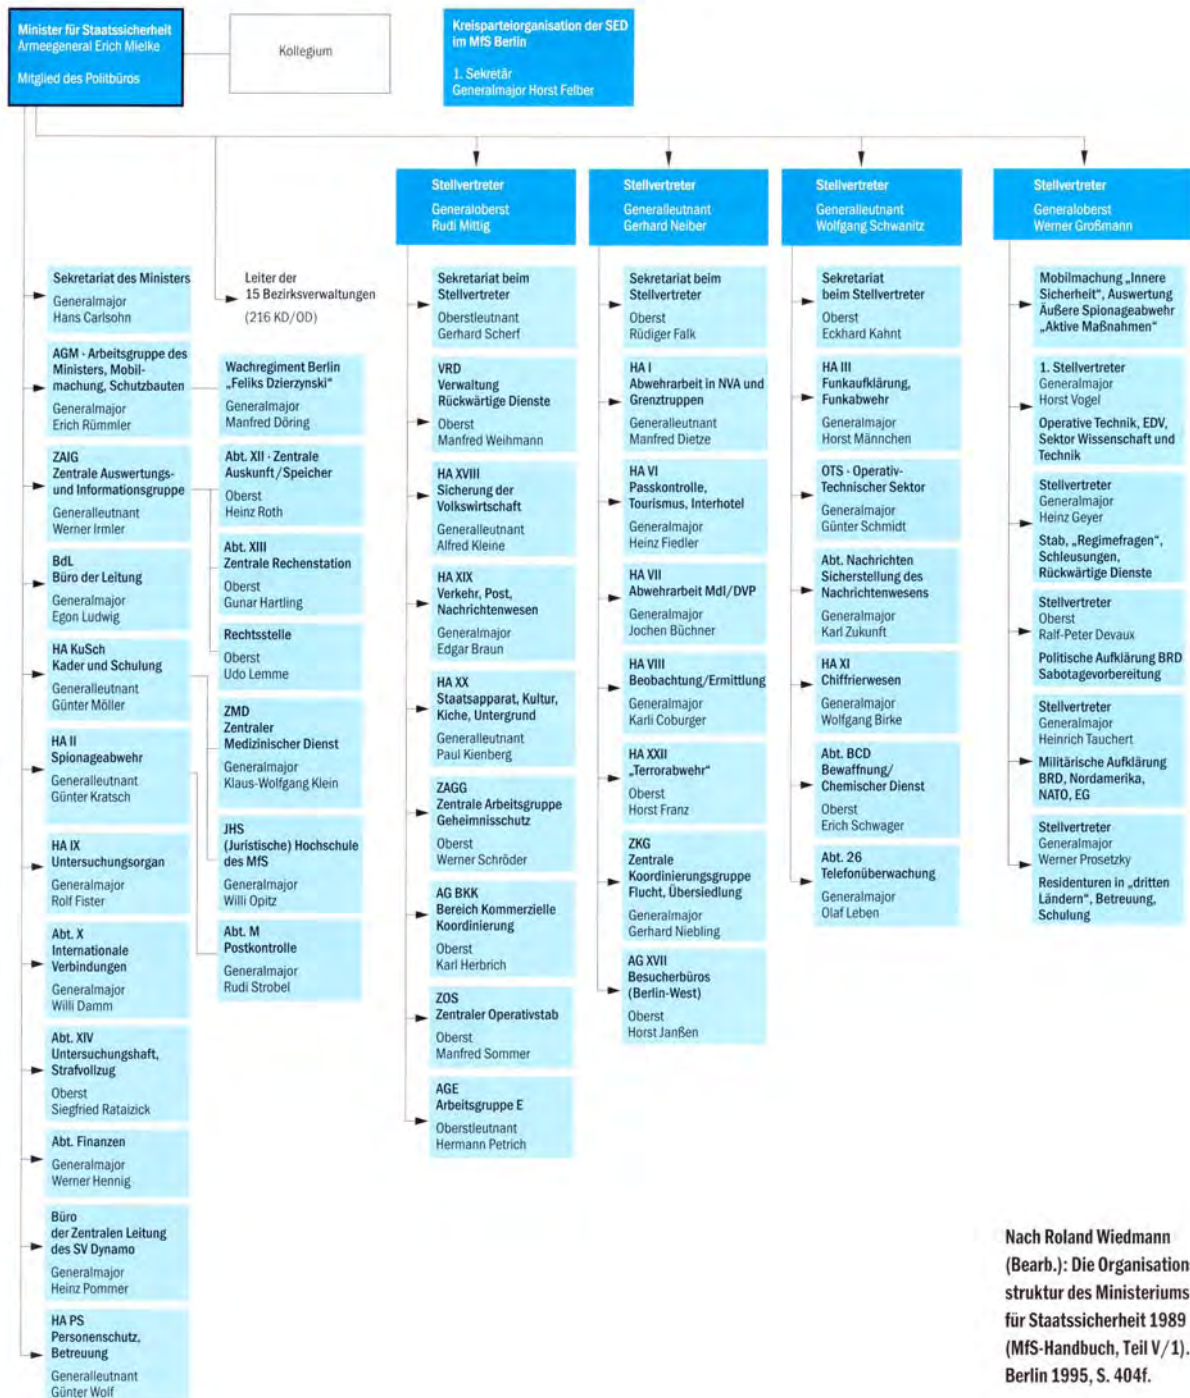 Minister für Staatssicherheit
Armeegeneral Erich Mielke
Mitglied des Politbüros
Kollegium
Kreisparteiorganisation der SED
im MfS Berlin
1. Sekretär
Generalmajor Horst Felber
Stellvertreter
Generaloberst
Rudi Mittig
Stellvertreter
Generalleutnant
Gerhard Neiber
Stellvertreter
Generalleutnant
Wolfgang Schwanitz
Stellvertreter
Generaloberst
Werner Großmann
Sekretariat des Ministers
Generalmajor
Hans Carlsohn
AGM - Arbeitsgruppe des
Ministers, Mobil-
machung, Schutzbauten
Generalmajor
Erich Rümmler
ZAIG
Zentrale Auswertungs-
und Informationsgruppe
Generalleutnant
Werner Irmler
BdL
Büro der Leitung
Generalmajor
Egon Ludwig
HA KuSch
Kader und Schulung
Generalleutnant
Günter Möller
HA II
Spionageabwehr
Generalleutnant
Günter Kratsch
HA IX
Untersuchungsorgan
Generalmajor
Rolf Fister
Abt. X
Internationale
Verbindungen
Generalmajor
Willi Damm
Abt. XIV
Untersuchungshaft,
Strafvollzug
Oberst
Siegfried Rataizick
Abt. Finanzen
Generalmajor
Werner Hennig
Büro
der Zentralen Leitung
des SV Dynamo
Generalmajor
Heinz Pommer
HA PS
Personenschutz,
Betreuung
Generalleutnant
Günter Wolf
Leiter der
15 Bezirksverwaltungen
(216 KD/OD)
Wachregiment Berlin
„Feliks Dzierzynski“
Generalmajor
Manfred Döring
Abt. XII - Zentrale
Auskunft/Speicher
Oberst
Heinz Roth
Abt. XIII
Zentrale Rechenstation
Oberst
Gunar Hartling
Rechtsstelle
Oberst
Udo Lemme
ZMD
Zentraler
Medizinischer Dienst
Generalmajor
Klaus-Wolfgang Klein
JHS
(Juristische) Hochschule
des MfS
Generalmajor
Willi Opitz
Abt. M
Postkontrolle
Generalmajor
Rudi Strobel
Sekretariat beim
Stellvertreter
Oberstleutnant
Gerhard Scherf
VRD
Verwaltung
Rückwärtige Dienste
Oberst
Manfred Weihmann
HA XVIII
Sicherung der
Volkswirtschaft
Generalleutnant
Alfred Kleine
HA XIX
Verkehr, Post,
Nachrichtenwesen
Generalmajor
Edgar Braun
HA XX
Staatsapparat, Kultur,
Kiche, Untergrund
Generalleutnant
Paul Kienberg
ZAGG
Zentrale Arbeitsgruppe
Geheimnisschutz
Oberst
Werner Schröder
AG BKK
Bereich Kommerzielle
Koordinierung
Oberst
Karl Herbrich
ZOS
Zentraler Operativstab
Oberst
Manfred Sommer
AGE
Arbeitsgruppe E
Oberstleutnant
Hermann Petrich
Sekretariat beim
Stellvertreter
Oberst
Rüdiger Falk
HA I
Abwehrarbeit in NVA und
Grenztruppen
Generalleutnant
Manfred Dietze
HA VI
Passkontrolle,
Tourismus, Interhotel
Generalmajor
Heinz Fiedler
HA VII
Abwehrarbeit MdI/DVP
Generalmajor
Jochen Büchner
HA VIII
Beobachtung/Ermittlung
Generalmajor
Karli Coburger
HA XXII
„Terrorabwehr“
Oberst
Horst Franz
ZKG
Zentrale
Koordinierungsgruppe
Flucht, Übersiedlung
Generalmajor
Gerhard Niebling
AG XVII
Besucherbüros
(Berlin-West)
Oberst
Horst Janßen
Sekretariat
beim Stellvertreter
Oberst
Eckhard Kahnt
HA III
Funkaufklärung,
Funkabwehr
Generalmajor
Horst Männchen
OTS - Operativ-
Technischer Sektor
Generalmajor
Günter Schmidt
Abt. Nachrichten
Sicherstellung des
Nachrichtenwesens
Generalmajor
Karl Zukunft
HA XI
Chiffrierwesen
Generalmajor
Wolfgang Birke
Abt. BCD
Bewaffnung/
Chemischer Dienst
Oberst
Erich Schwager
Abt. 26
Telefonüberwachung
Generalmajor
Olaf Leben
Mobilmachung „Innere
Sicherheit“, Auswertung
Äußere Spionageabwehr
„Aktive Maßnahmen“
1. Stellvertreter
Generalmajor
Horst Vogel
Operative Technik, EDV,
Sektor Wissenschaft und
Technik
Stellvertreter
Generalmajor
Heinz Geyer
Stab, „Regimefragen“,
Schleusungen,
Rückwärtige Dienste
Stellvertreter
Oberst
Ralf-Peter Devaux
Politische Aufklärung BRD
Sabotagevorbereitung
Stellvertreter
Generalmajor
Heinrich Tauchert
Militärische Aufklärung
BRD, Nordamerika,
NATO, EG
Stellvertreter
Generalmajor
Werner Prosetzky
Residenturen in „dritten
Ländern“, Betreuung,
Schulung
Nach Roland Wiedmann
(Bearb.): Die Organisation
struktur des Ministeriums
für Staatssicherheit 1989
(MfS-Handbuch, Teil V/1).
Berlin 1995, S. 404f.